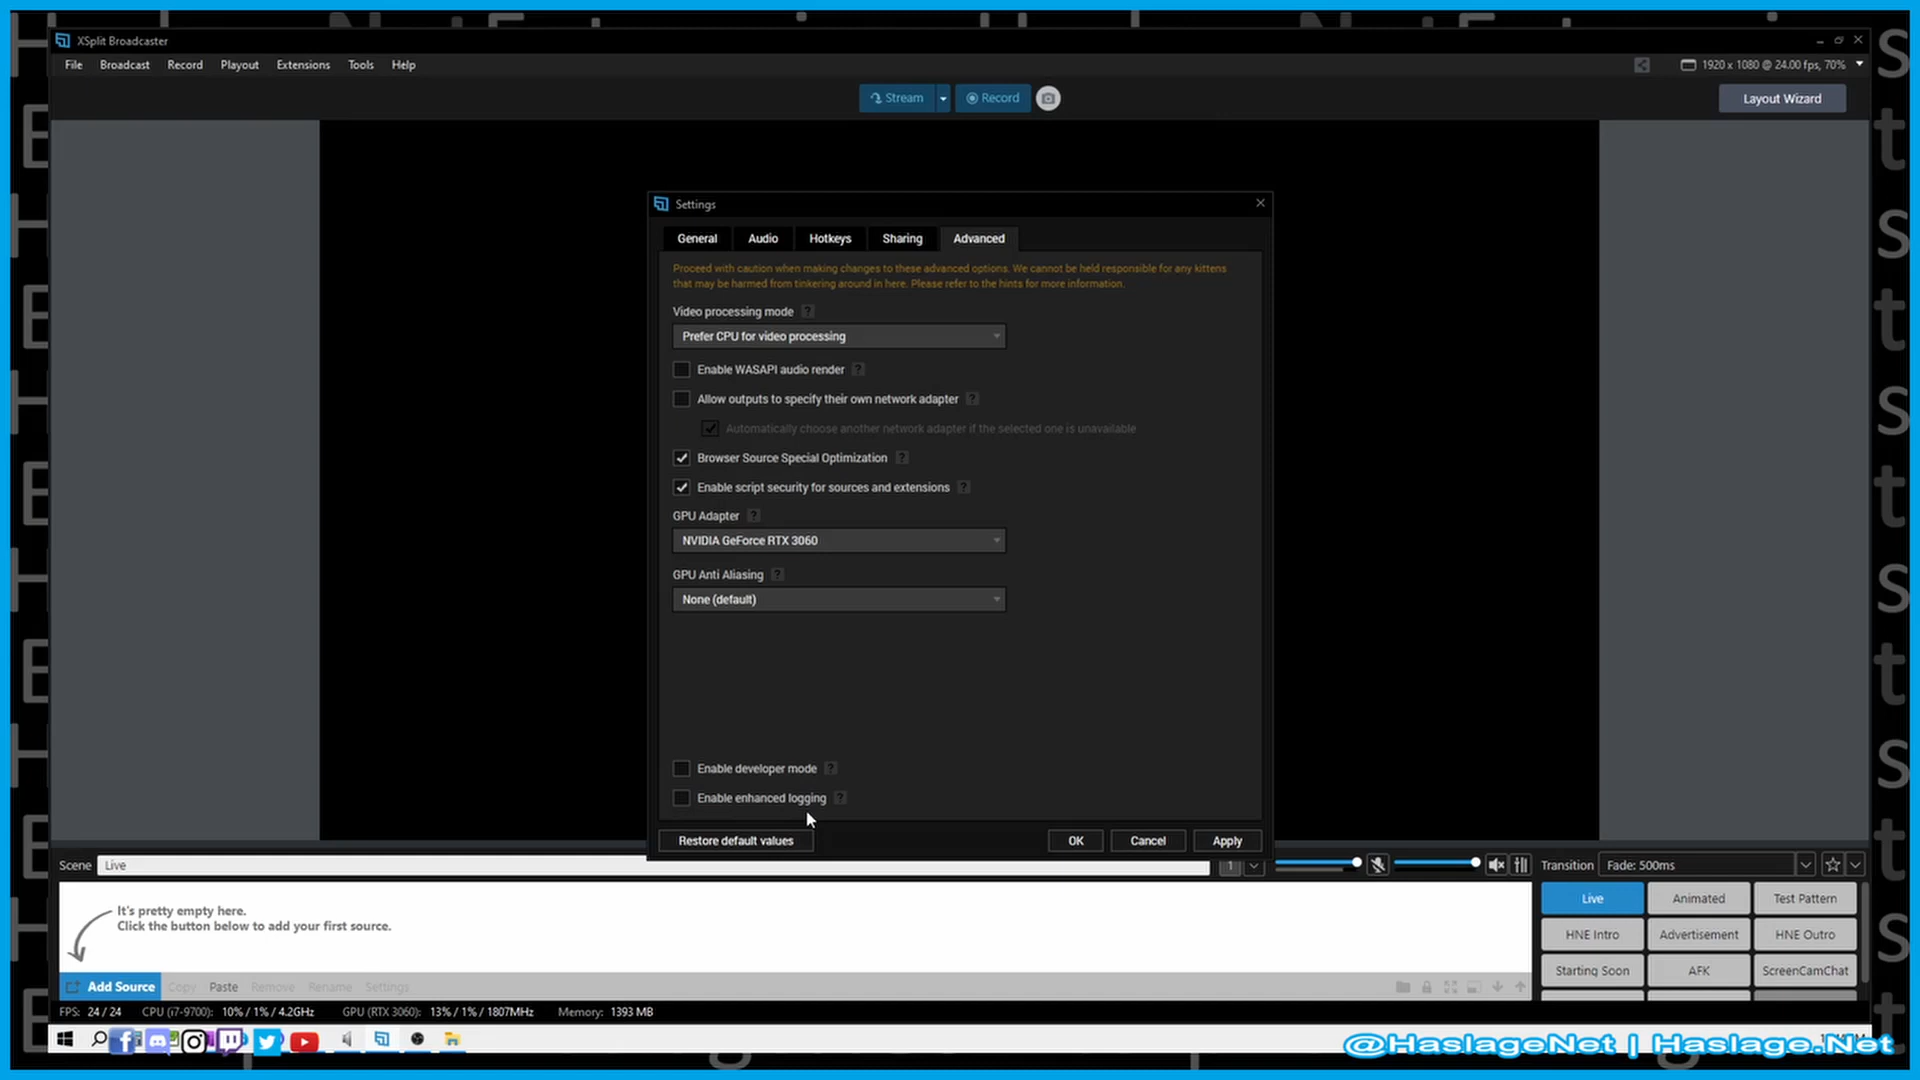 XSplit Broadcaster
File Broadcast Record Playout Extensions Tools Help
1920 x 1080 @ 24.00 fps, 70%
Stream Record
Layout Wizard
Settings
General Audio Hotkeys Sharing Advanced
Proceed with caution when making changes to these advanced options. We cannot be held responsible for any kittens
that may be harmed from tinkering around in here. Please refer to the hints for more information.
Video processing mode ?
Prefer CPU for video processing
Enable WASAPI audio render ?
Allow outputs to specify their own network adapter ?
Automatically choose another network adapter if the selected one is unavailable
Browser Source Special Optimization ?
Enable script security for sources and extensions ?
GPU Adapter ?
NVIDIA GeForce RTX 3060
GPU Anti Aliasing ?
None (default)
Enable developer mode ?
Enable enhanced logging ?
Restore default values OK Cancel Apply
Scene Live 1 Transition Fade: 500ms
It's pretty empty here.
Click the button below to add your first source.
Live Animated Test Pattern
HNE Intro Advertisement HNE Outro
Starting Soon AFK ScreenCamChat
Add Source Copy Paste Remove Rename Settings
FPS: 24 / 24 CPU (i7-9700): 10% / 1% / 4.2GHz GPU (RTX 3060): 13% / 1% / 1807MHz Memory: 1393 MB
@HaslageNet | Haslage.Net